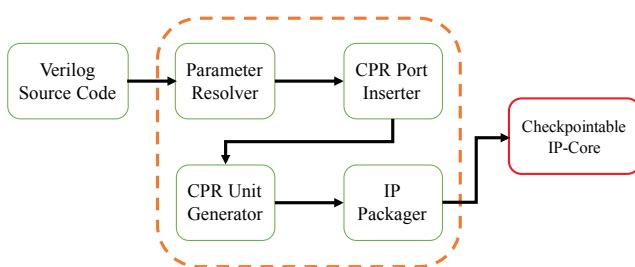 Verilog
Source Code
Parameter
Resolver
CPR Port
Inserter
CPR Unit
Generator
IP
Packager
Checkpointable
IP-Core